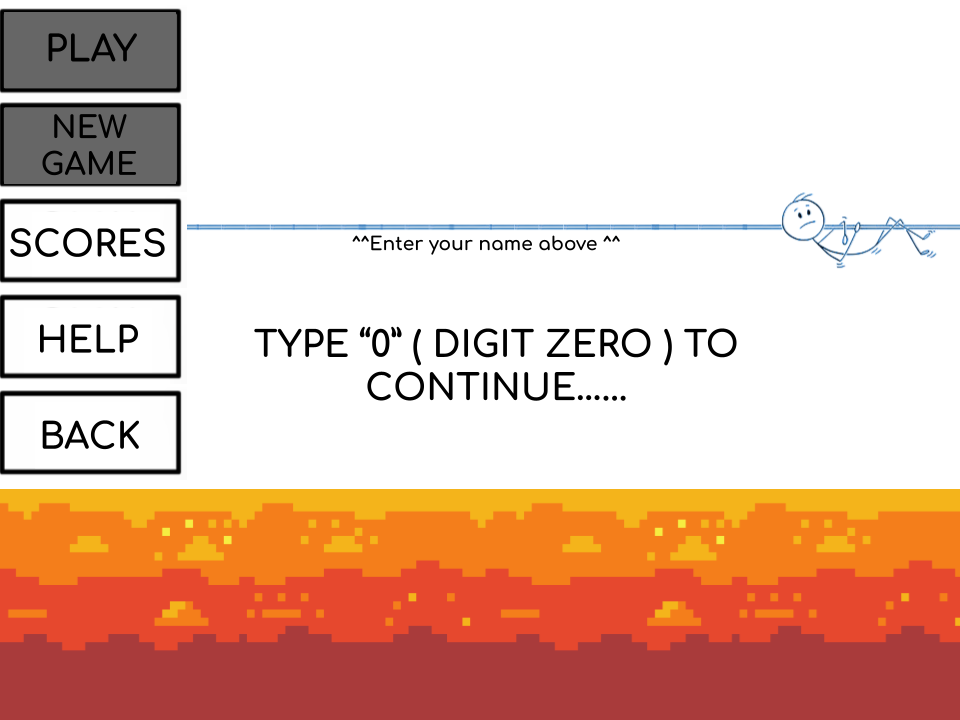 PLAY
NEW
GAME
SCORES
HELP
BACK
^^Enter your name above ^^
TYPE “0” ( DIGIT ZERO ) TO
CONTINUE......